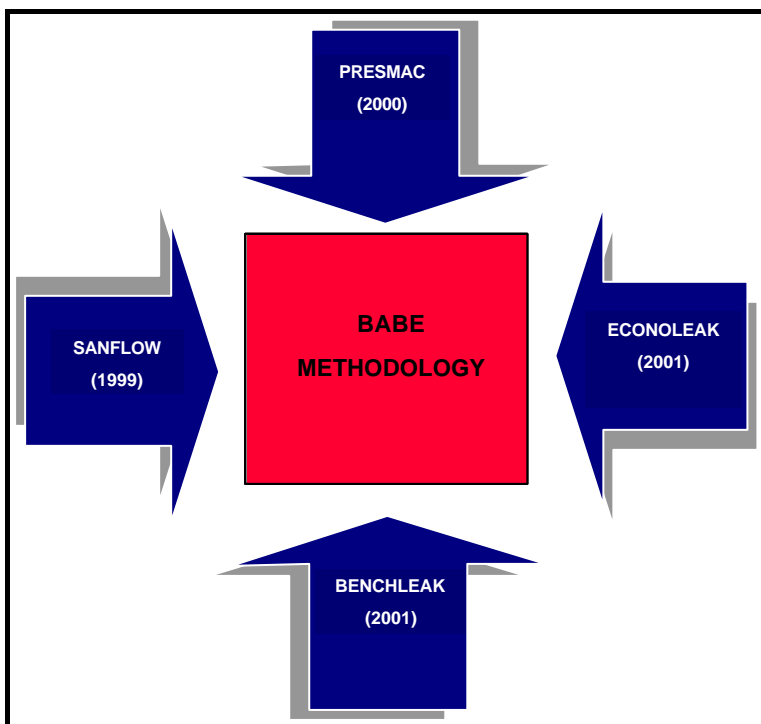 PRESMAC
(2000)
SANFLOW
(1999)
BABE
METHODOLOGY
ECONOLEAK
(2001)
BENCHLEAK
(2001)